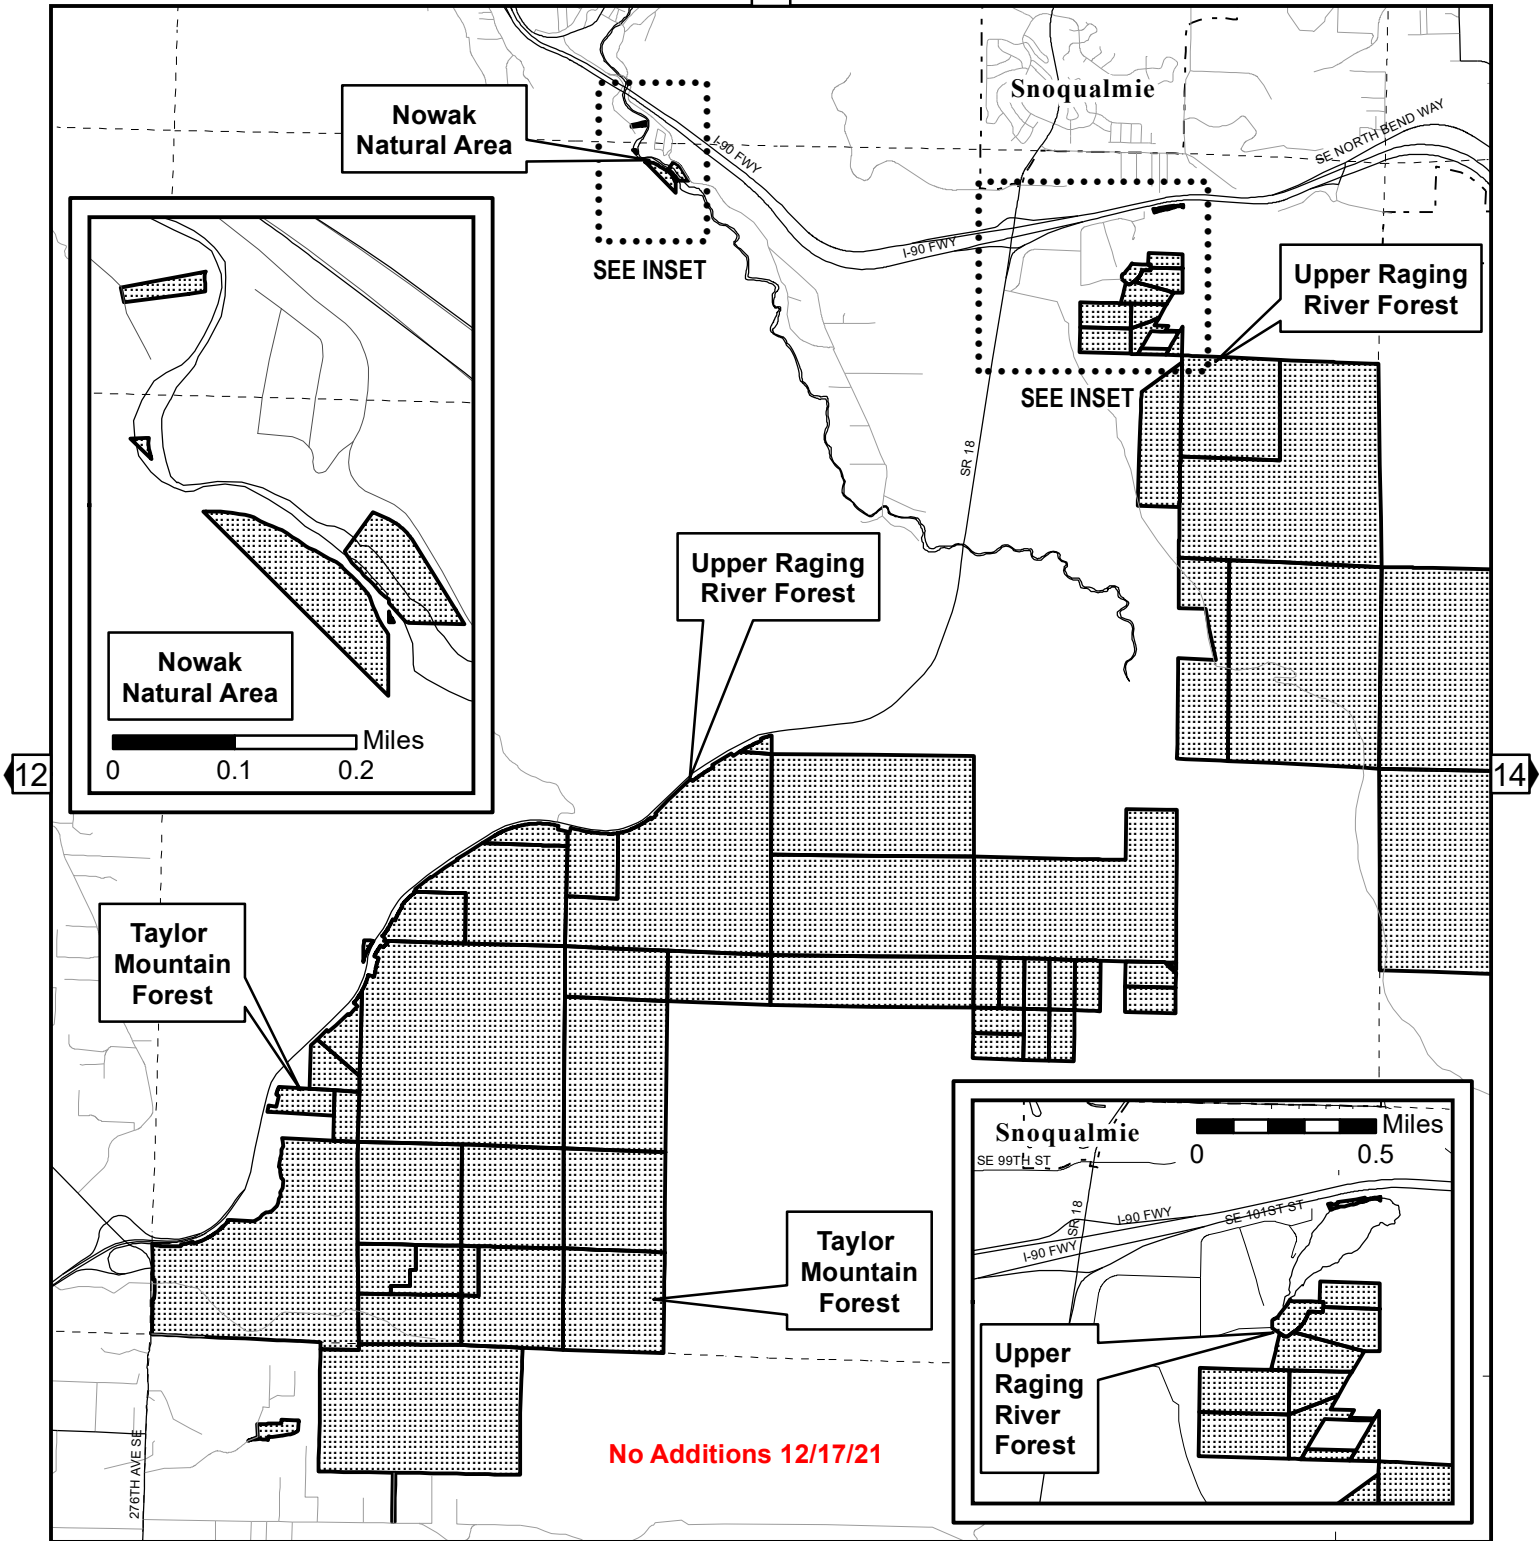 Snoqualmie
Nowak
Natural Area
I-90 FWY
SE NORTH BEND WAY
I-90 FWY
SEE INSET
Upper Raging
River Forest
SEE INSET
SR 18
Upper Raging
River Forest
Nowak
Natural Area
Miles
0 0.1 0.2
12
14
Taylor
Mountain
Forest
Taylor
Mountain
Forest
Snoqualmie
Miles
0 0.5
SE 99TH ST
SR 18
I-90 FWY
SE 101ST ST
I-90 FWY
Upper
Raging
River
Forest
276TH AVE SE
No Additions 12/17/21